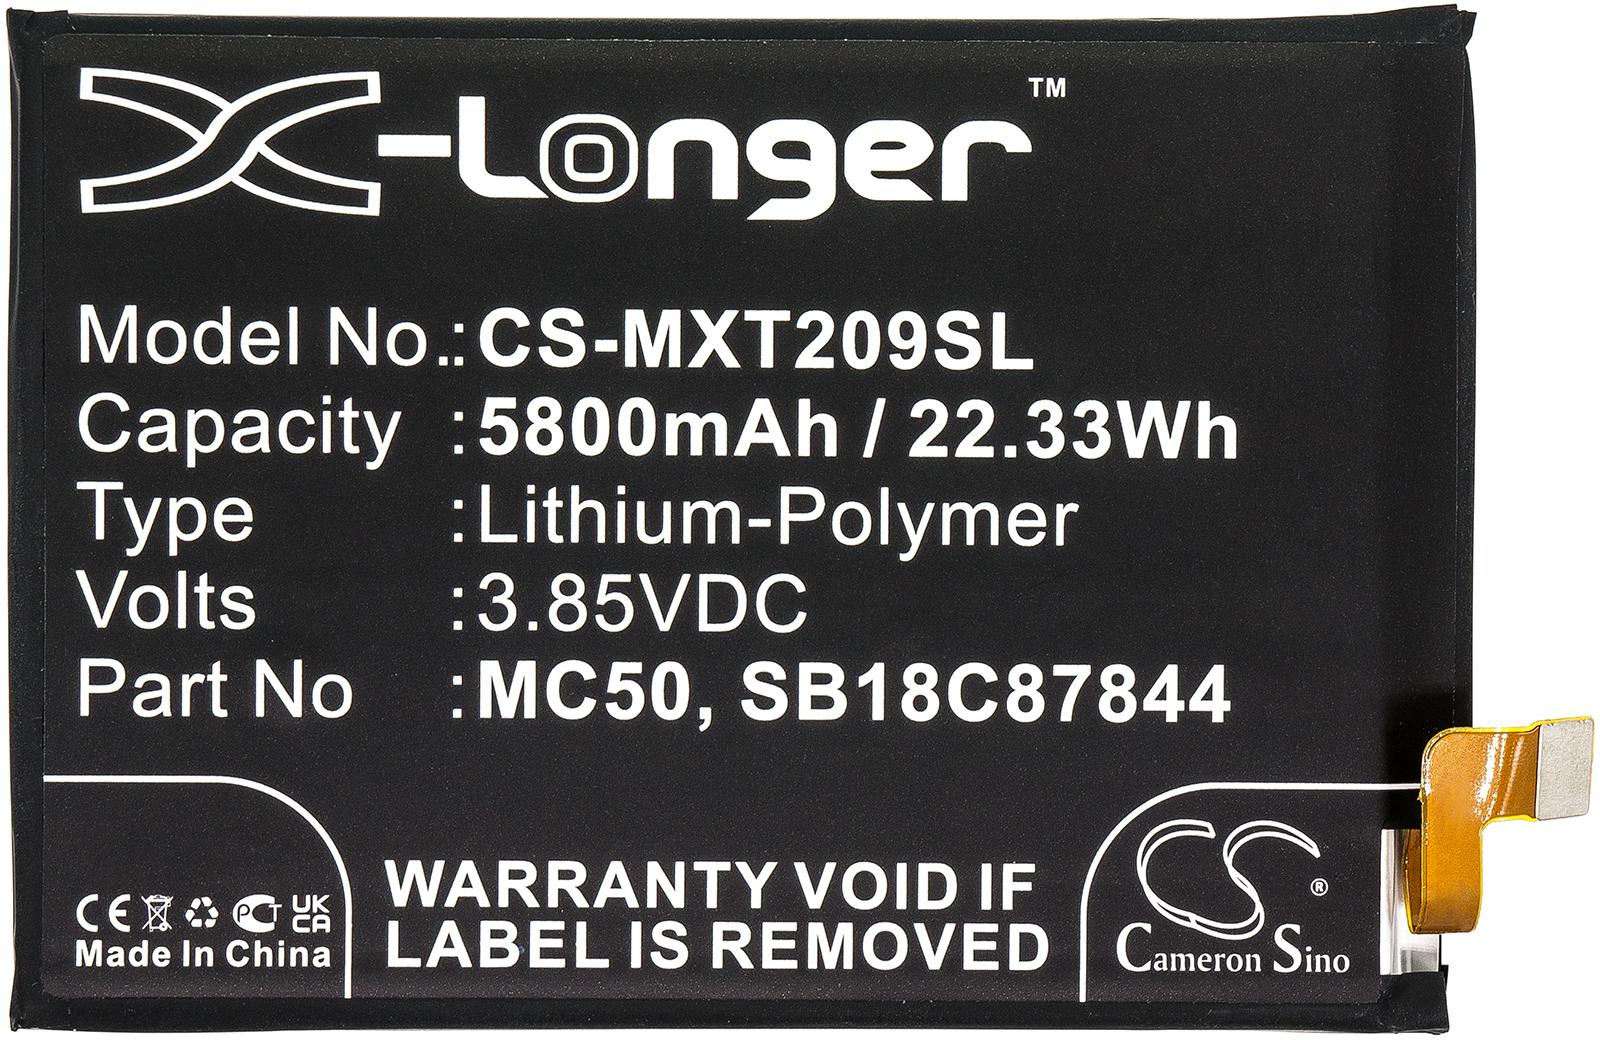 X-Longer™
Model No.: CS-MXT209SL
Capacity : 5800mAh / 22.33Wh
Type : Lithium-Polymer
Volts : 3.85VDC
Part No : MC50, SB18C87844
WARRANTY VOID IF
LABEL IS REMOVED
CE PCT UK CA
Made In China
CS®
Cameron Sino